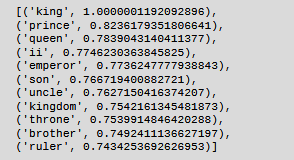 [('king', 1.0000001192092896),
('prince', 0.8236179351806641),
('queen', 0.7839043140411377),
('ii', 0.7746230363845825),
('emperor', 0.7736247777938843),
('son', 0.766719400882721),
('uncle', 0.7627150416374207),
('kingdom', 0.7542161345481873),
('throne', 0.7539914846420288),
('brother', 0.7492411136627197),
('ruler', 0.7434253692626953)]